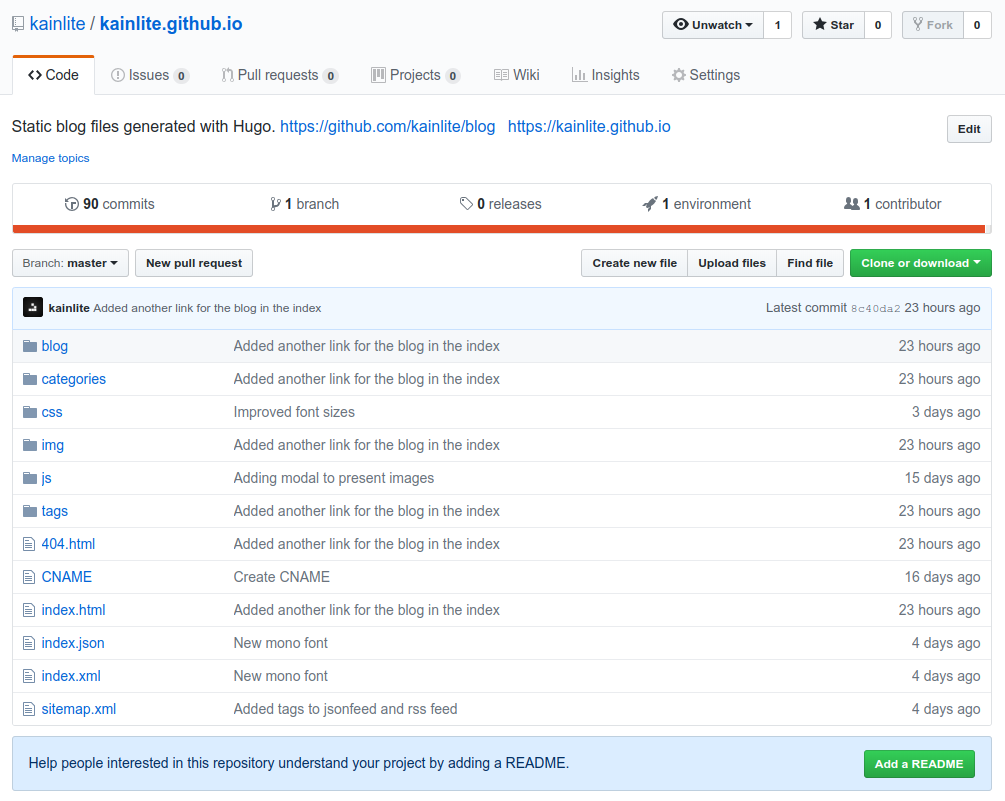 kainlite / kainlite.github.io Unwatch 1 Star 0 Fork 0
Code Issues 0 Pull requests 0 Projects 0 Wiki Insights Settings
Static blog files generated with Hugo. https://github.com/kainlite/blog https://kainlite.github.io Edit
Manage topics
90 commits 1 branch 0 releases 1 environment 1 contributor
Branch: master New pull request Create new file Upload files Find file Clone or download
kainlite Added another link for the blog in the index Latest commit 8c40da2 23 hours ago
blog Added another link for the blog in the index 23 hours ago
categories Added another link for the blog in the index 23 hours ago
css Improved font sizes 3 days ago
img Added another link for the blog in the index 23 hours ago
js Adding modal to present images 15 days ago
tags Added another link for the blog in the index 23 hours ago
404.html Added another link for the blog in the index 23 hours ago
CNAME Create CNAME 16 days ago
index.html Added another link for the blog in the index 23 hours ago
index.json New mono font 4 days ago
index.xml New mono font 4 days ago
sitemap.xml Added tags to jsonfeed and rss feed 4 days ago
Help people interested in this repository understand your project by adding a README. Add a README